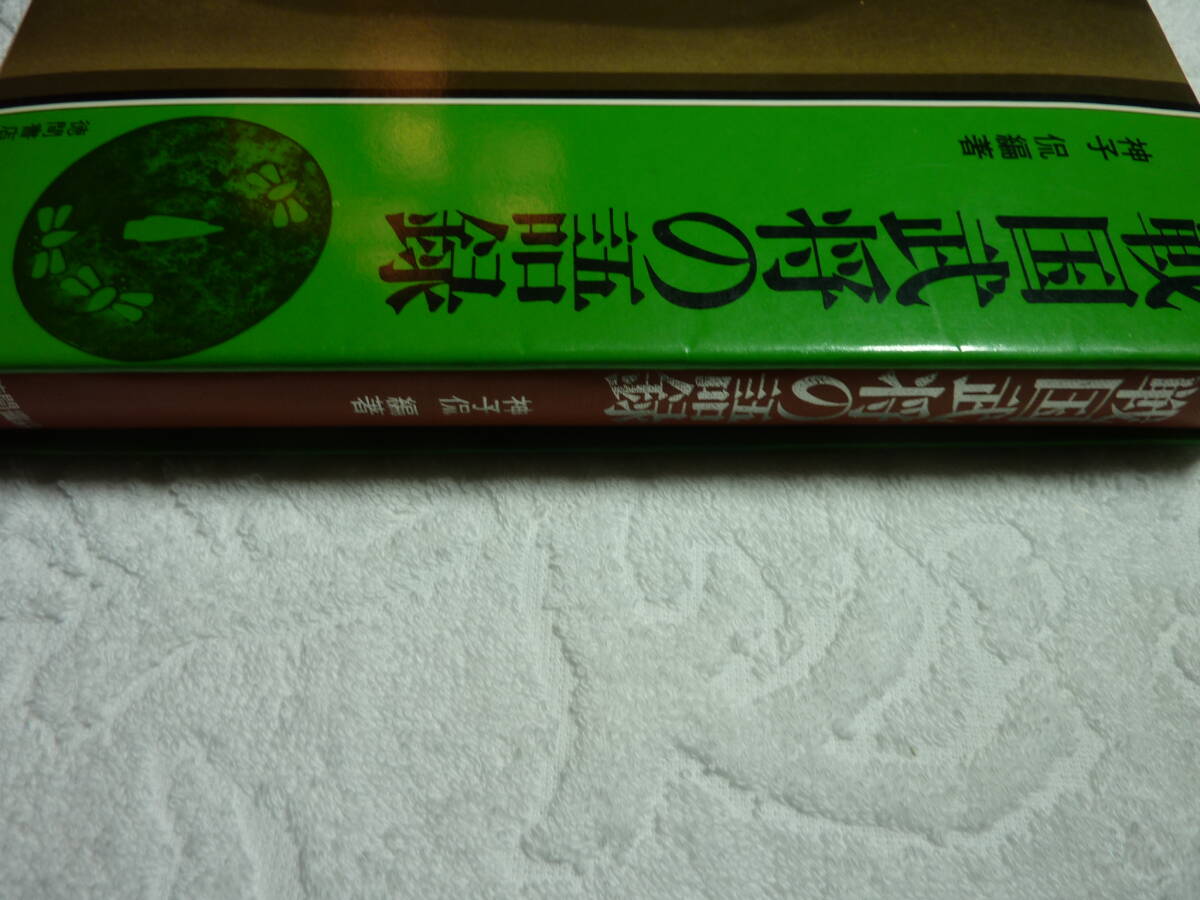 戦国武将の語録
神子 侃 編著
徳間書店
戦国武将の語録
神子 侃 編著